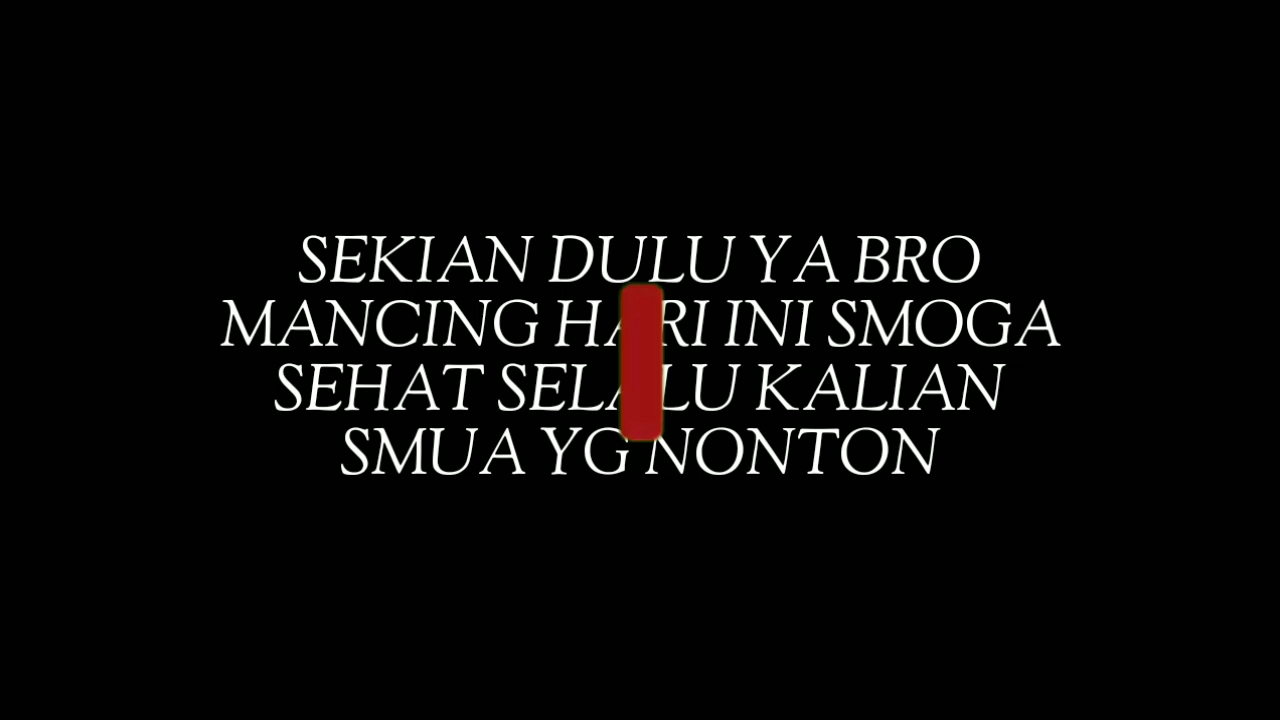 SEKIAN DULU YA BRO
MANCING HARI INI SMOGA
SEHAT SELALU KALIAN
SMUA YG NONTON